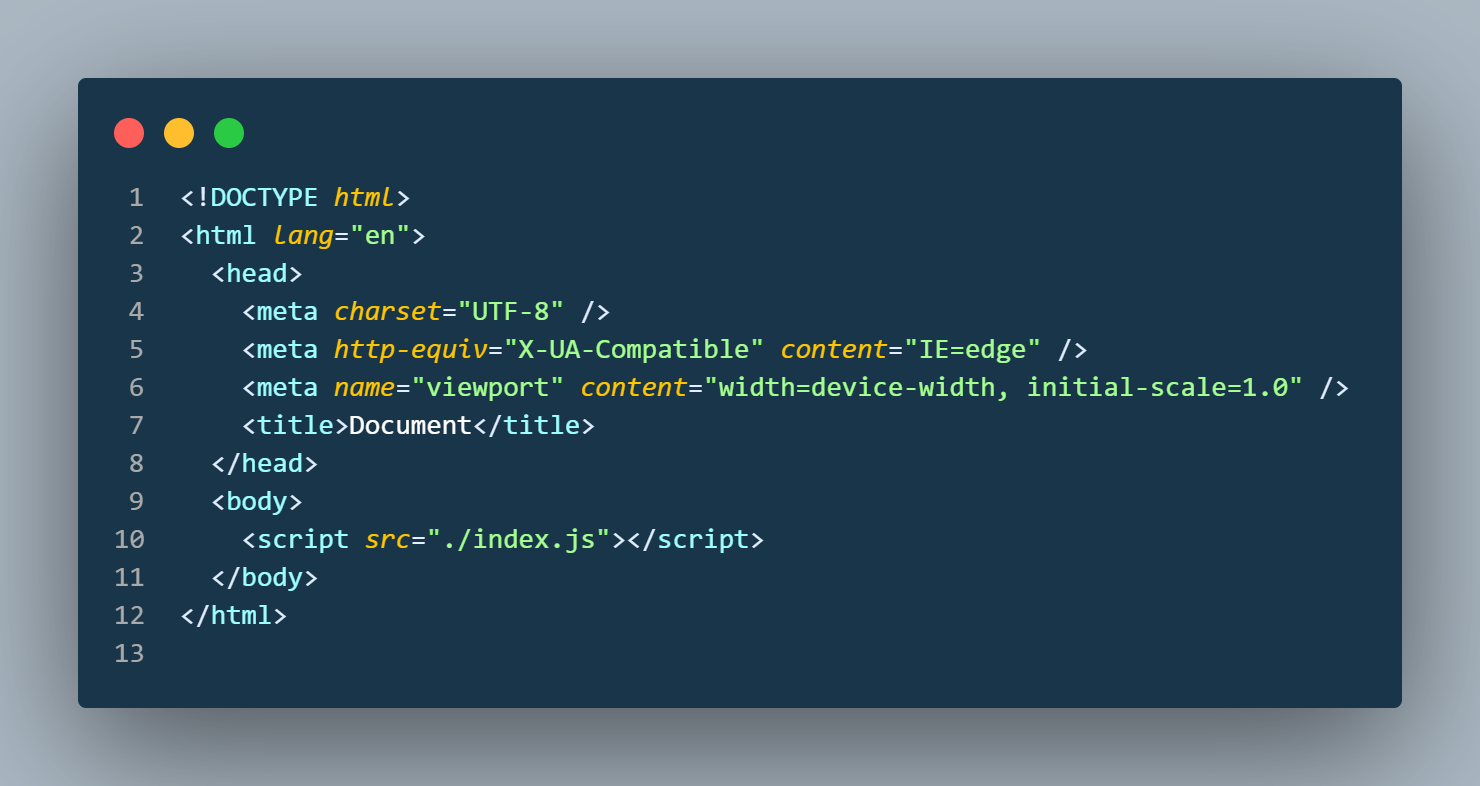 1 <!DOCTYPE html>
2 <html lang="en">
3   <head>
4     <meta charset="UTF-8" />
5     <meta http-equiv="X-UA-Compatible" content="IE=edge" />
6     <meta name="viewport" content="width=device-width, initial-scale=1.0" />
7     <title>Document</title>
8   </head>
9   <body>
10     <script src="./index.js"></script>
11   </body>
12 </html>
13